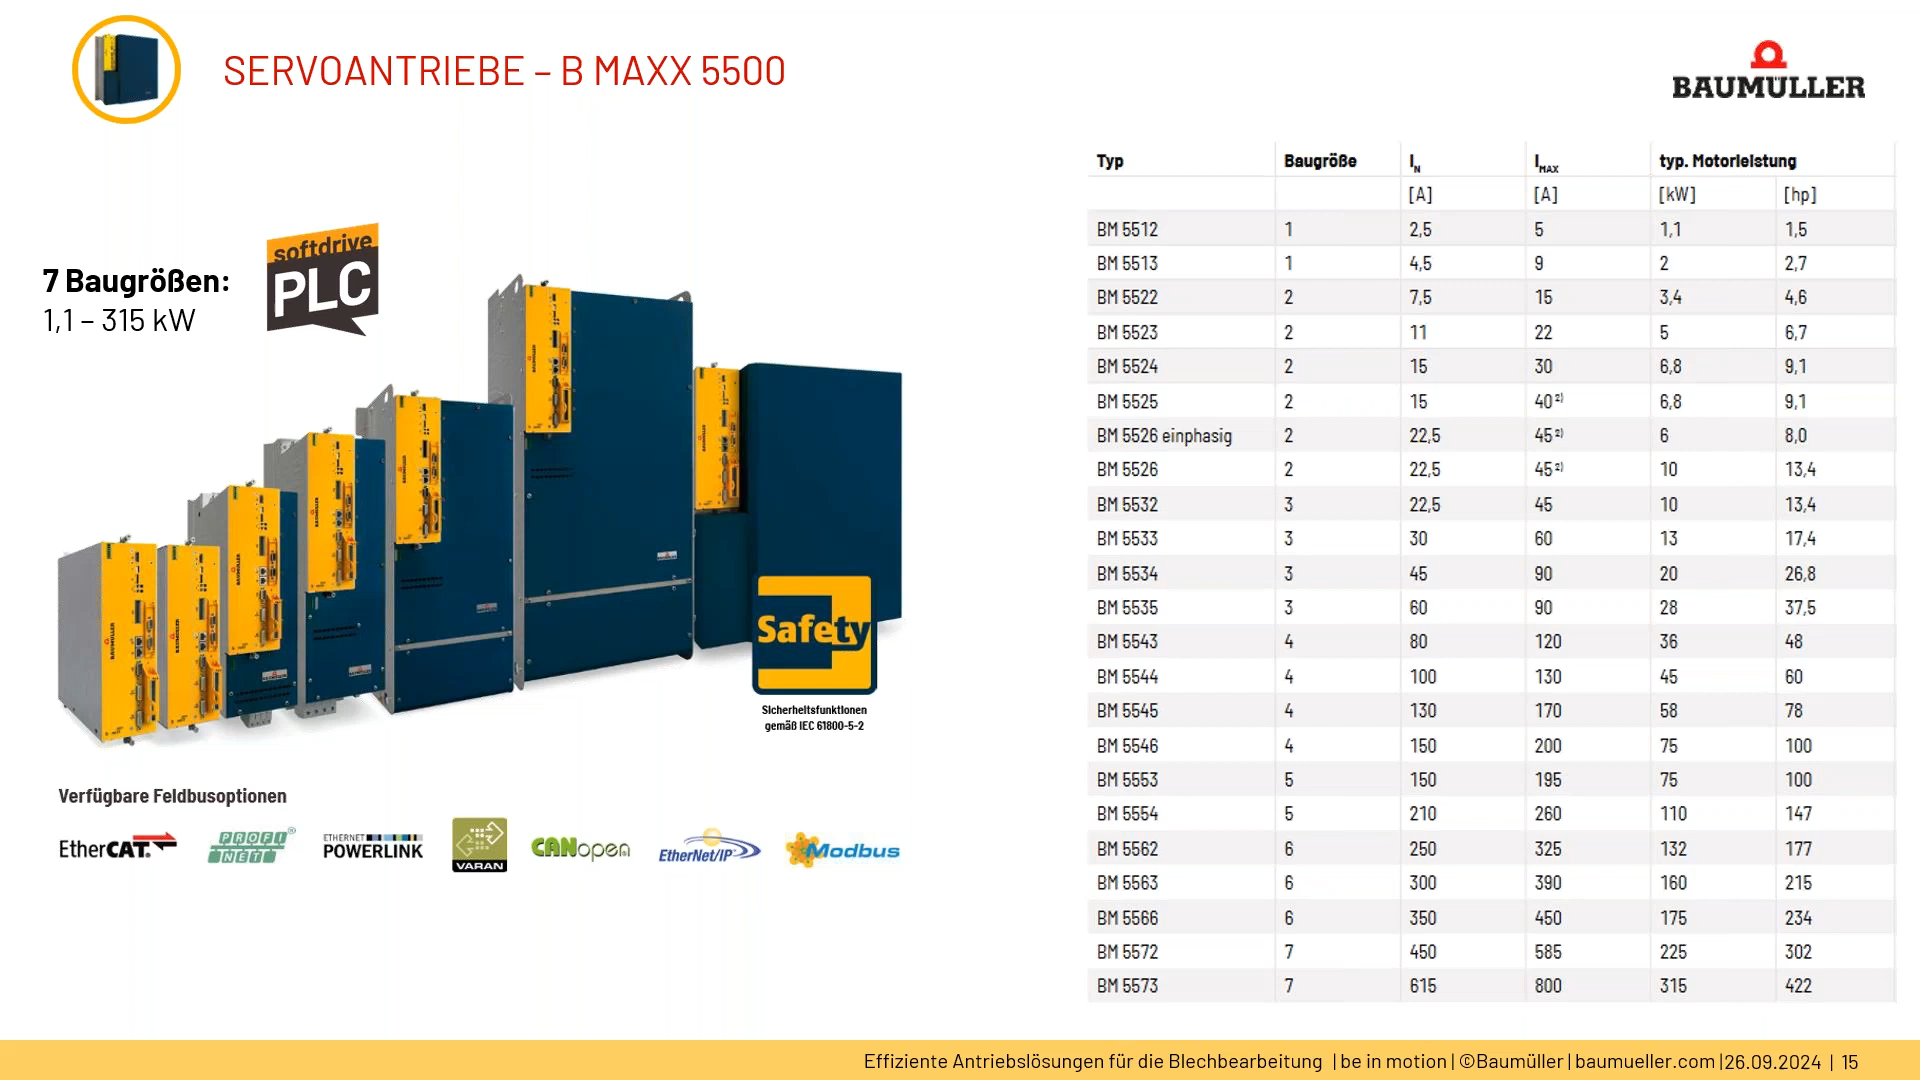 SERVOANTRIEBE – B MAXX 5500
BAUMÜLLER
7 Baugrößen:
1,1 – 315 kW
softdrive
PLC
Safety
Sicherheitsfunktionen
gemäß IEC 61800-5-2
Verfügbare Feldbusoptionen
EtherCAT®
PROFI
NET®
ETHERNET
POWERLINK
VARAN
CANopen
EtherNet/IP
Modbus
Typ Baugröße IN IMAX typ. Motorleistung
[A] [A] [kW] [hp]
BM 5512 1 2,5 5 1,1 1,5
BM 5513 1 4,5 9 2 2,7
BM 5522 2 7,5 15 3,4 4,6
BM 5523 2 11 22 5 6,7
BM 5524 2 15 30 6,8 9,1
BM 5525 2 15 40 2) 6,8 9,1
BM 5526 einphasig 2 22,5 45 2) 6 8,0
BM 5526 2 22,5 45 2) 10 13,4
BM 5532 3 22,5 45 10 13,4
BM 5533 3 30 60 13 17,4
BM 5534 3 45 90 20 26,8
BM 5535 3 60 90 28 37,5
BM 5543 4 80 120 36 48
BM 5544 4 100 130 45 60
BM 5545 4 130 170 58 78
BM 5546 4 150 200 75 100
BM 5553 5 150 195 75 100
BM 5554 5 210 260 110 147
BM 5562 6 250 325 132 177
BM 5563 6 300 390 160 215
BM 5566 6 350 450 175 234
BM 5572 7 450 585 225 302
BM 5573 7 615 800 315 422
Effiziente Antriebslösungen für die Blechbearbeitung | be in motion | ©Baumüller | baumueller.com | 26.09.2024 | 15